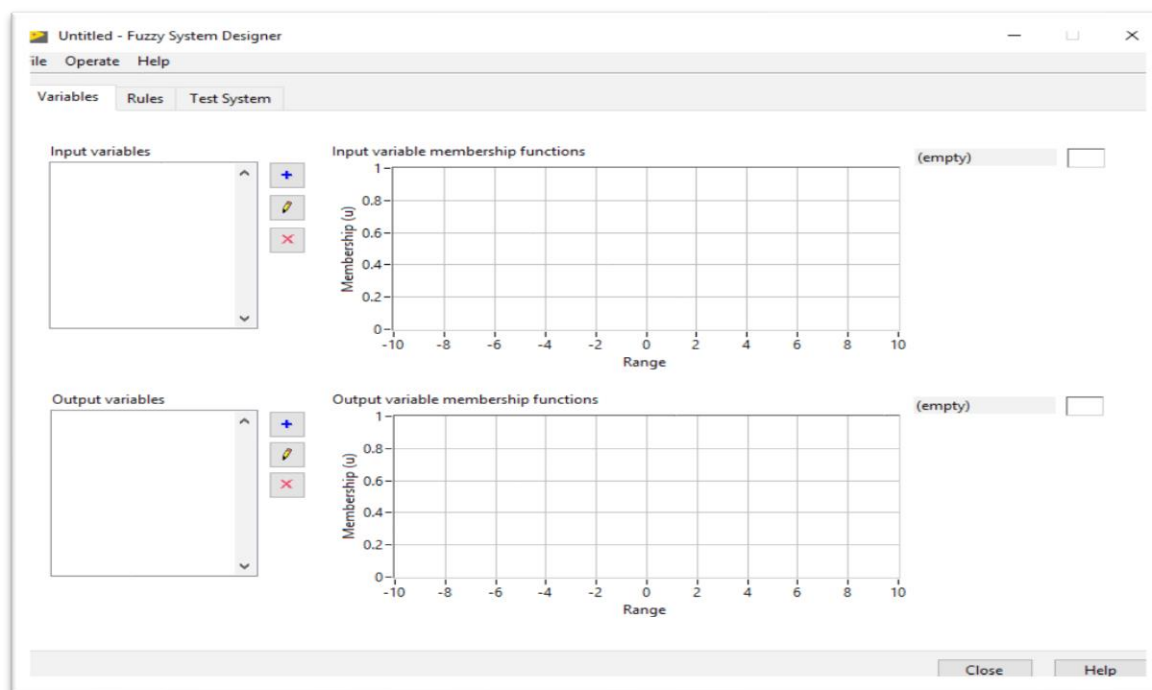 Untitled - Fuzzy System Designer
ile Operate Help
Variables Rules Test System
Input variables
Input variable membership functions
(empty)
1
0.8
0.6
0.4
0.2
0
Membership (u)
-10 -8 -6 -4 -2 0 2 4 6 8 10
Range
Output variables
Output variable membership functions
(empty)
1
0.8
0.6
0.4
0.2
0
Membership (u)
-10 -8 -6 -4 -2 0 2 4 6 8 10
Range
Close Help